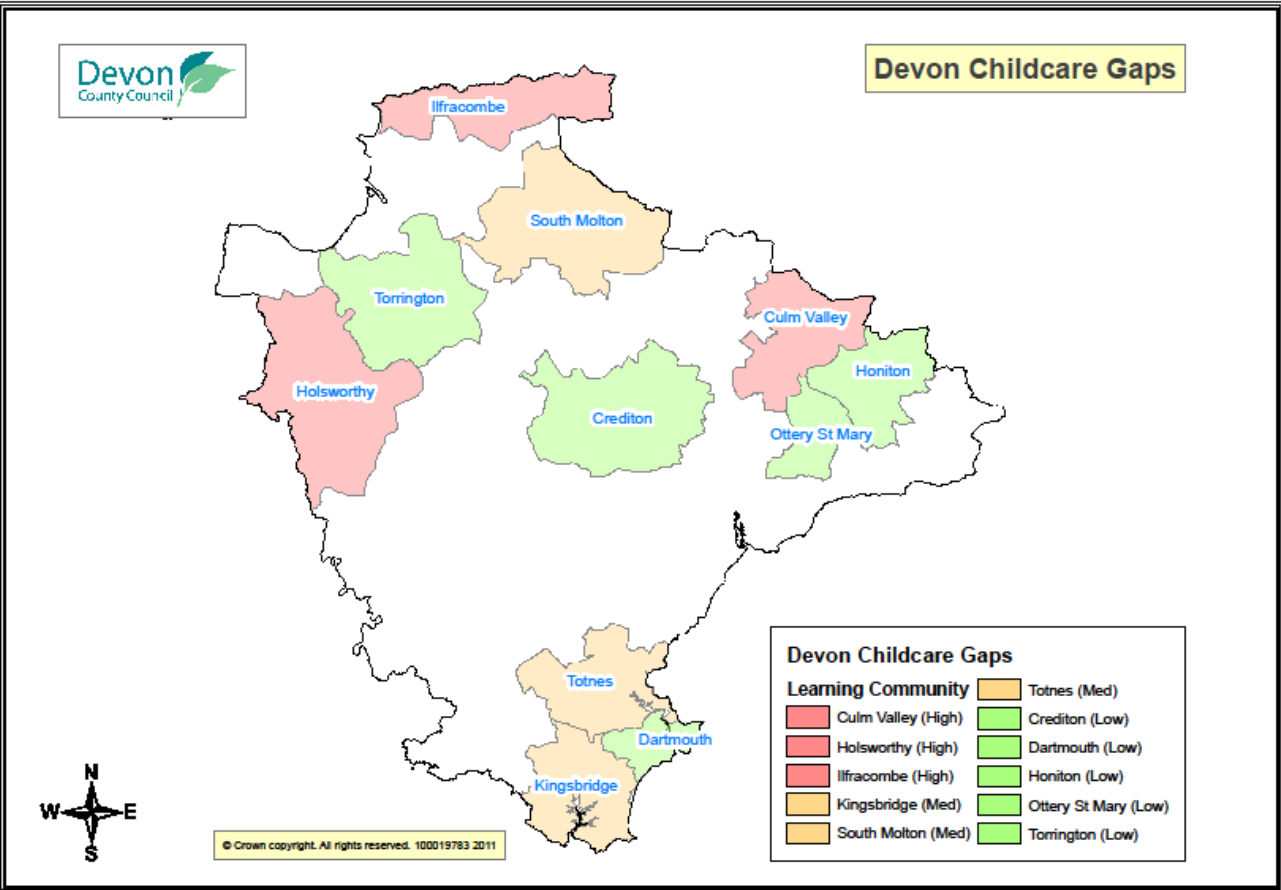 Devon
County Council
Devon Childcare Gaps
Ilfracombe
South Molton
Torrington
Culm Valley
Honiton
Holsworthy
Crediton
Ottery St Mary
Totnes
Dartmouth
Kingsbridge
N
W E
S
© Crown copyright. All rights reserved. 100019783 2011
Devon Childcare Gaps
Learning Community
Culm Valley (High)
Holsworthy (High)
Ilfracombe (High)
Kingsbridge (Med)
South Molton (Med)
Totnes (Med)
Crediton (Low)
Dartmouth (Low)
Honiton (Low)
Ottery St Mary (Low)
Torrington (Low)